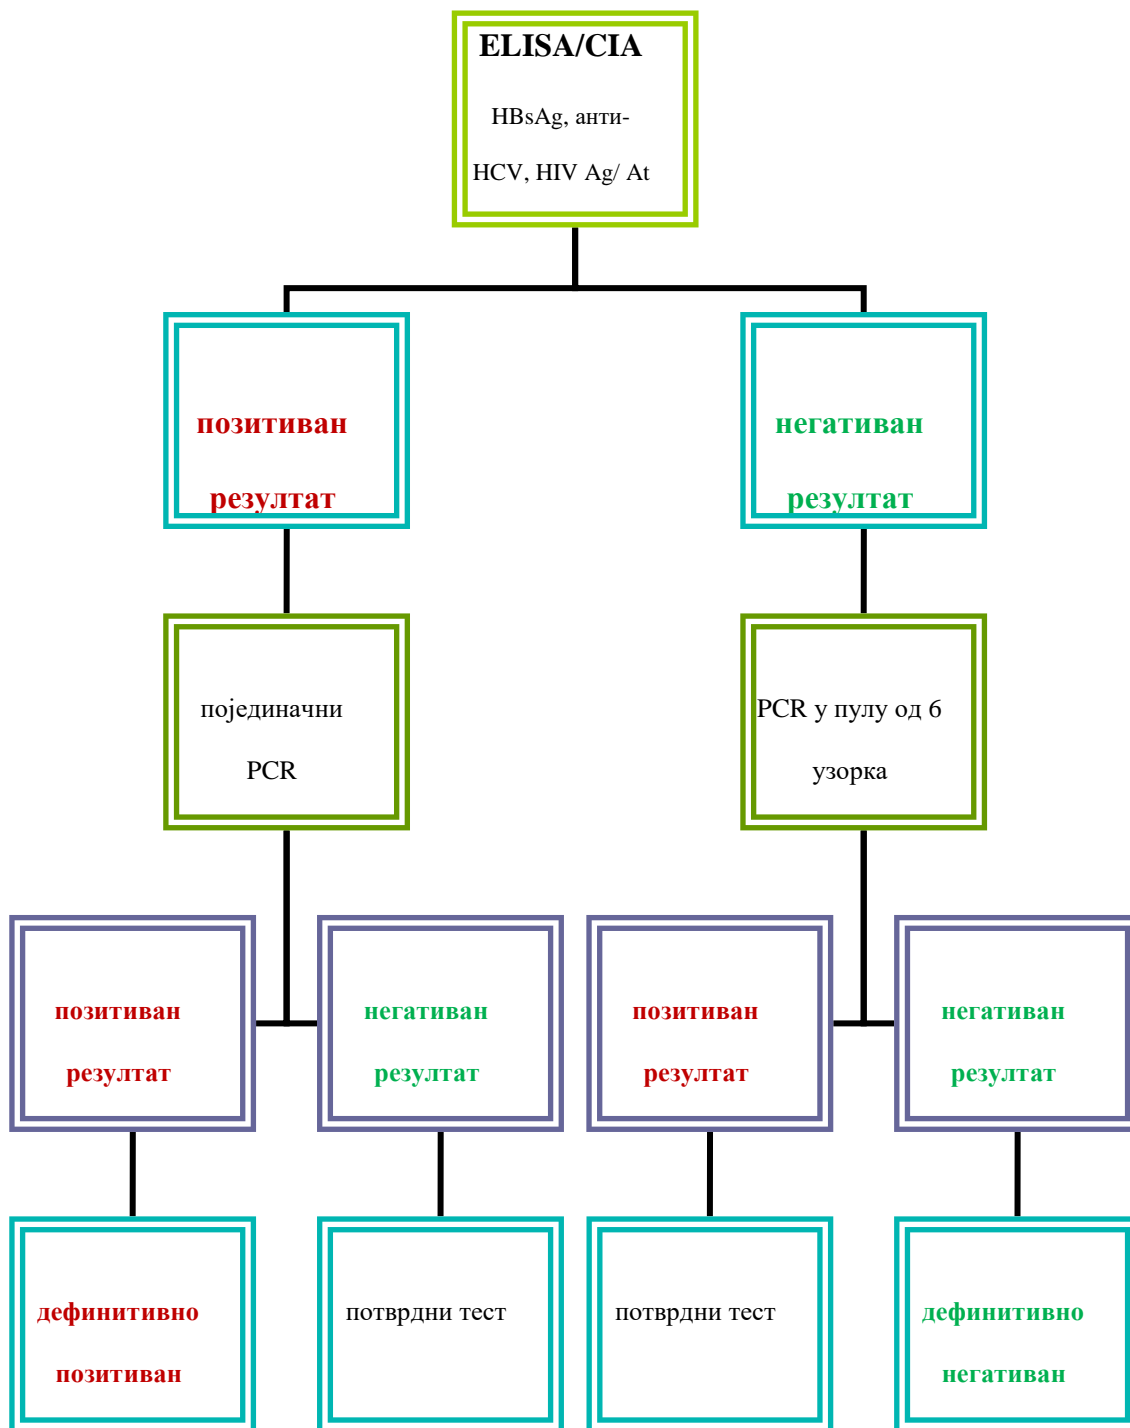 ELISA/CIA
HBsAg, анти-
HCV, HIV Ag/ At
позитиван
резултат
негативан
резултат
појединачни
PCR
PCR у пулу од 6
узорка
позитиван
резултат
негативан
резултат
позитиван
резултат
негативан
резултат
дефинитивно
позитиван
потврдни тест
потврдни тест
дефинитивно
негативан